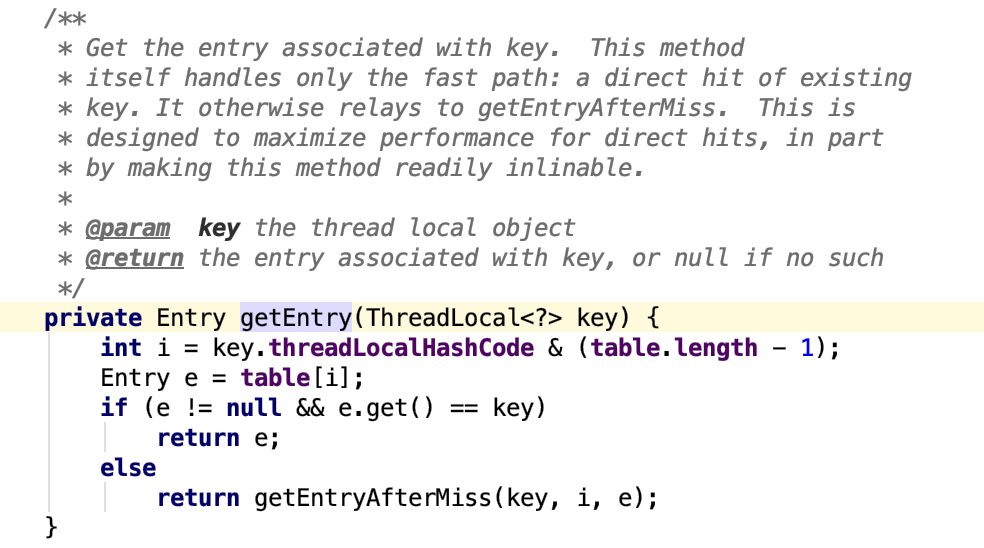 /**
 * Get the entry associated with key.  This method
 * itself handles only the fast path: a direct hit of existing
 * key. It otherwise relays to getEntryAfterMiss.  This is
 * designed to maximize performance for direct hits, in part
 * by making this method readily inlinable.
 *
 * @param  key the thread local object
 * @return the entry associated with key, or null if no such
 */
private Entry getEntry(ThreadLocal<?> key) {
    int i = key.threadLocalHashCode & (table.length - 1);
    Entry e = table[i];
    if (e != null && e.get() == key)
        return e;
    else
        return getEntryAfterMiss(key, i, e);
}